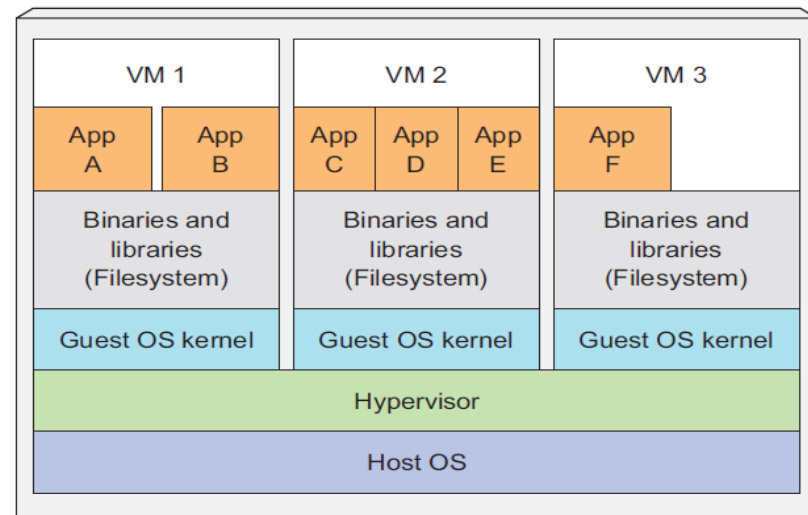 VM 1
App
A
App
B
Binaries and
libraries
(Filesystem)
Guest OS kernel
VM 2
App
C
App
D
App
E
Binaries and
libraries
(Filesystem)
Guest OS kernel
VM 3
App
F
Binaries and
libraries
(Filesystem)
Guest OS kernel
Hypervisor
Host OS